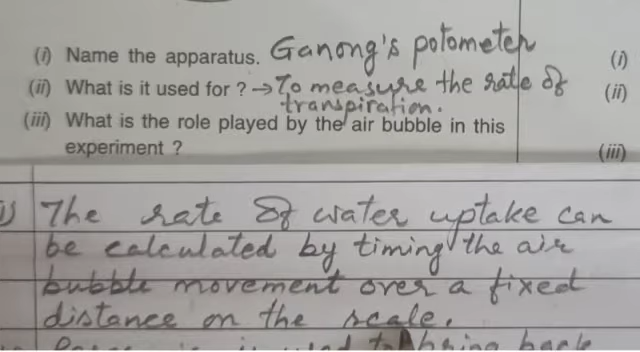 (i) Name the apparatus. Ganong's potometer (i)
(ii) What is it used for ? → To measure the rate of (ii)
transpiration.
(iii) What is the role played by the air bubble in this
experiment ? (iii)
The rate of water uptake can
be calculated by timing the air
bubble movement over a fixed
distance on the scale.